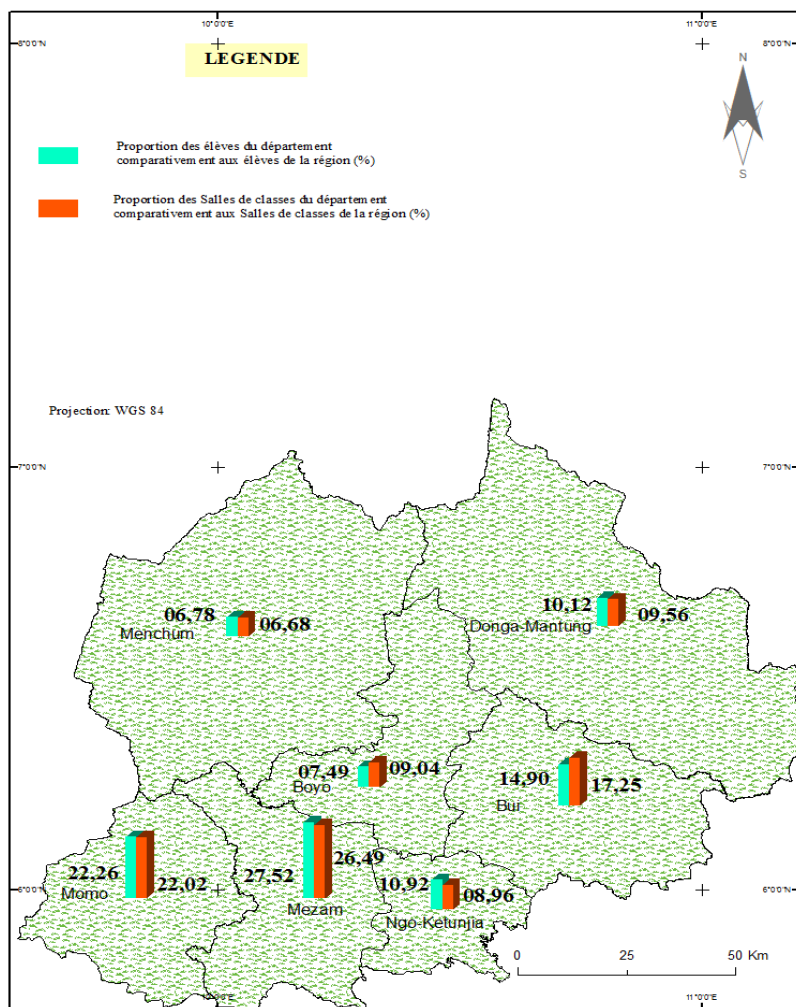 10°0'0"E 11°0'0"E
8°0'0"N 8°0'0"N
LEGENDE
N
S
Proportion des élèves du département
comparativement aux élèves de la région (%)
Proportion des Salles de classes du département
comparativement aux Salles de classes de la région (%)
Projection: WGS 84
7°0'0"N 7°0'0"N
06,78 06,68
Menchum
10,12 09,56
Donga-Mantung
07,49 09,04
Boyo
14,90 17,25
Bui
22,26 22,02
Momo
27,52 26,49
Mezam
10,92 08,96
Ngo-Ketunjia
6°0'0"N 6°0'0"N
0 25 50 Km
10°0'0"E 11°0'0"E